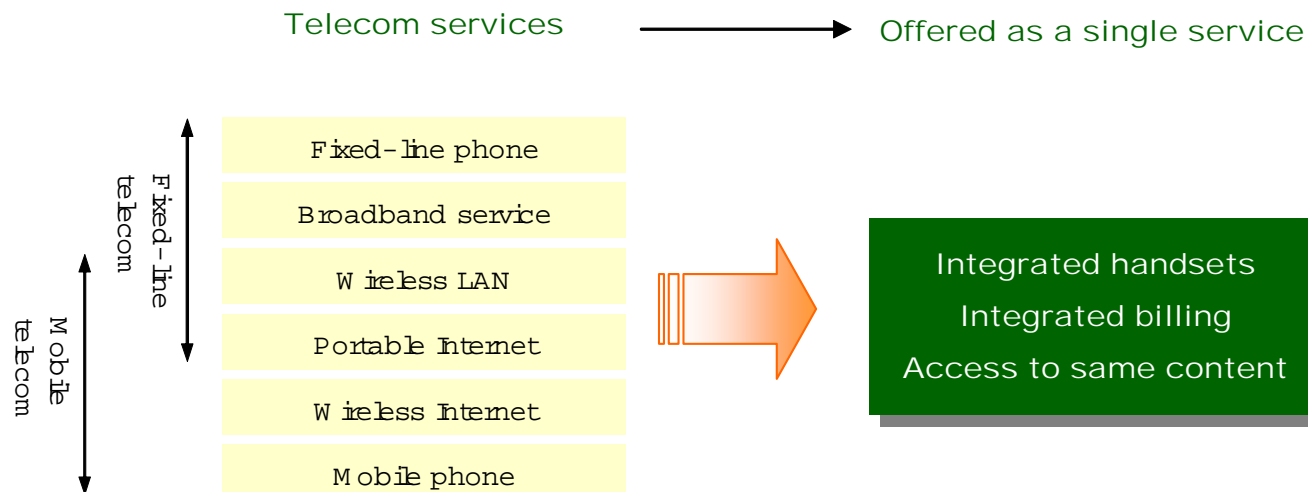 Telecom services
Offered as a single service
Fixed-line
telecom
Mobile
telecom
Fixed-line phone
Broadband service
Wireless LAN
Portable Internet
Wireless Internet
Mobile phone
Integrated handsets
Integrated billing
Access to same content